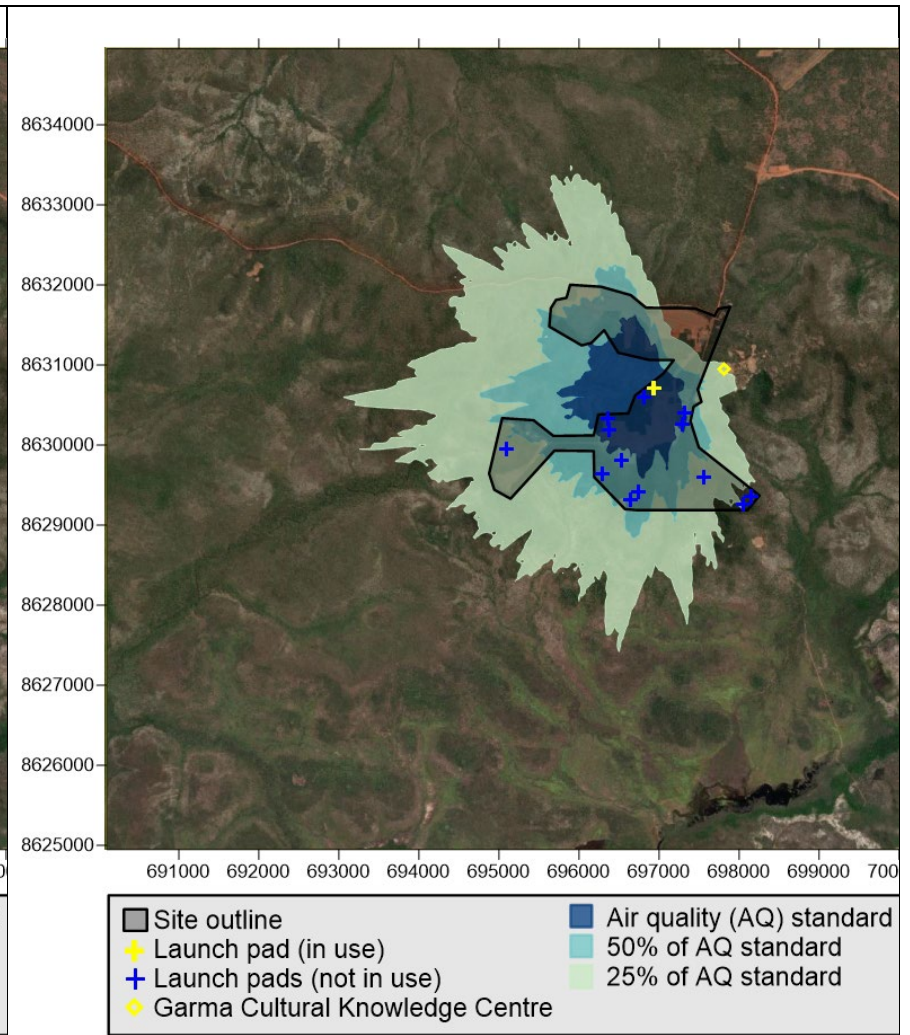 8634000
8633000
8632000
8631000
8630000
8629000
8628000
8627000
8626000
8625000
0 691000 692000 693000 694000 695000 696000 697000 698000 699000 700
Site outline
Launch pad (in use)
Launch pads (not in use)
Garma Cultural Knowledge Centre
Air quality (AQ) standard
50% of AQ standard
25% of AQ standard